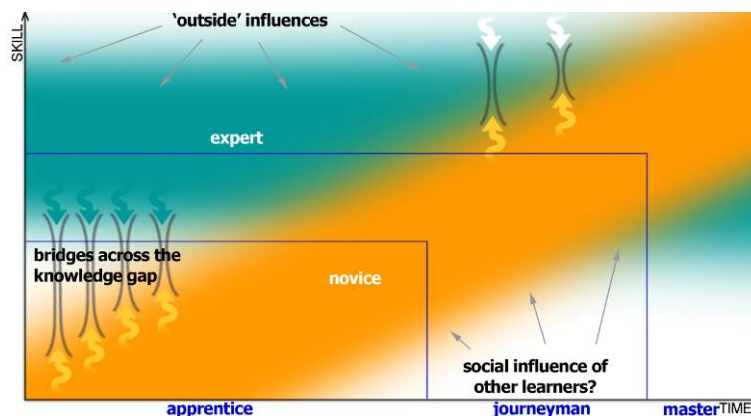 SKILL
‘outside’ influences
expert
bridges across the
knowledge gap
novice
social influence of
other learners?
apprentice
journeyman
master
TIME